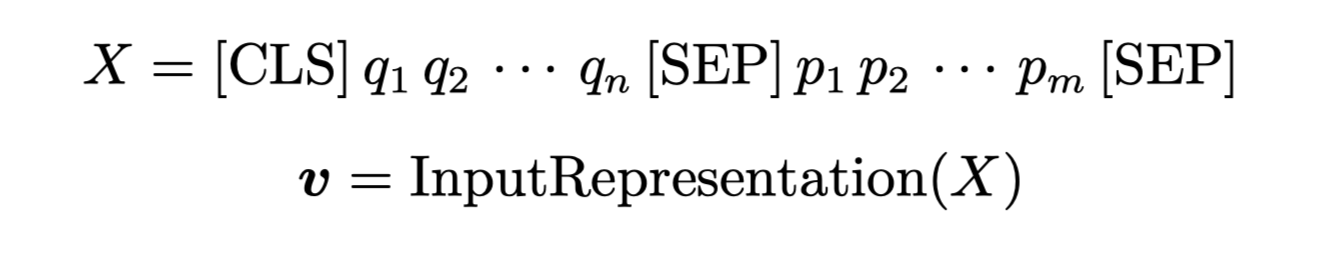 X = [CLS] q₁ q₂ ⋯ qₙ [SEP] p₁ p₂ ⋯ pₘ [SEP]
v = InputRepresentation(X)